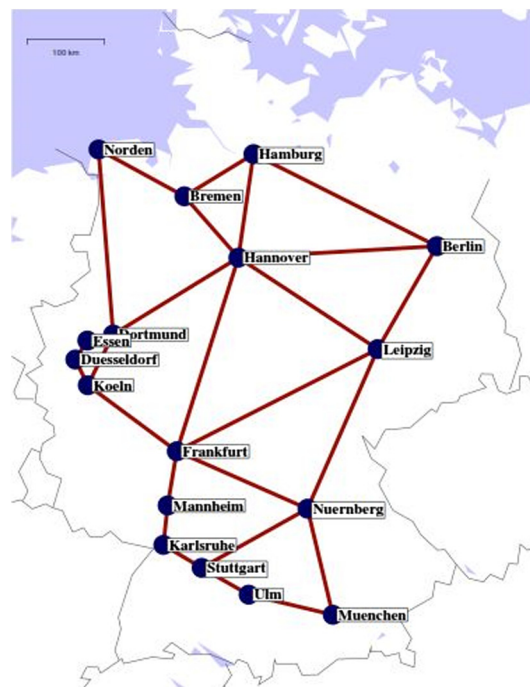 100 km
Norden
Hamburg
Bremen
Berlin
Hannover
Dortmund
Essen
Leipzig
Duesseldorf
Koeln
Frankfurt
Mannheim
Nuernberg
Karlsruhe
Stuttgart
Ulm
Muenchen